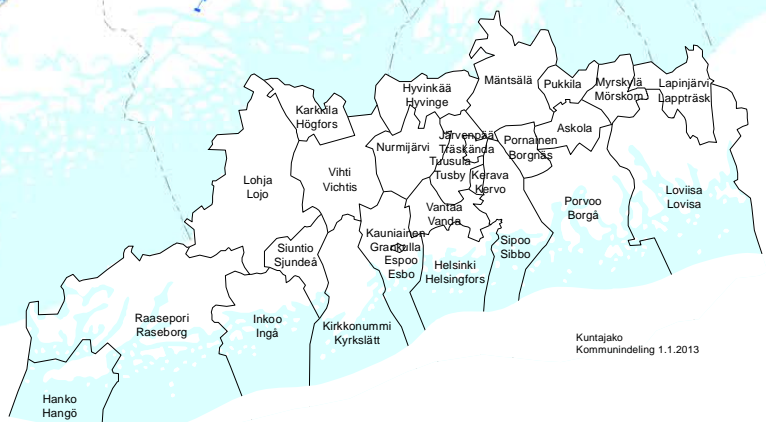 Mäntsälä
Hyvinkää
Hyvinge
Pukkila
Myrskylä
Mörskom
Lapinjärvi
Lappträsk
Karkkila
Högfors
Askola
Järvenpää
Träskända
Pornainen
Borgnäs
Nurmijärvi
Tuusula
Tusby
Kerava
Kervo
Lohja
Lojo
Vihti
Vichtis
Loviisa
Lovisa
Porvoo
Borgå
Vantaa
Vanda
Kauniainen
Grankulla
Espoo
Esbo
Sipoo
Sibbo
Siuntio
Sjundeå
Helsinki
Helsingfors
Raasepori
Raseborg
Inkoo
Ingå
Kirkkonummi
Kyrkslätt
Kuntajako
Kommunindeling 1.1.2013
Hanko
Hangö